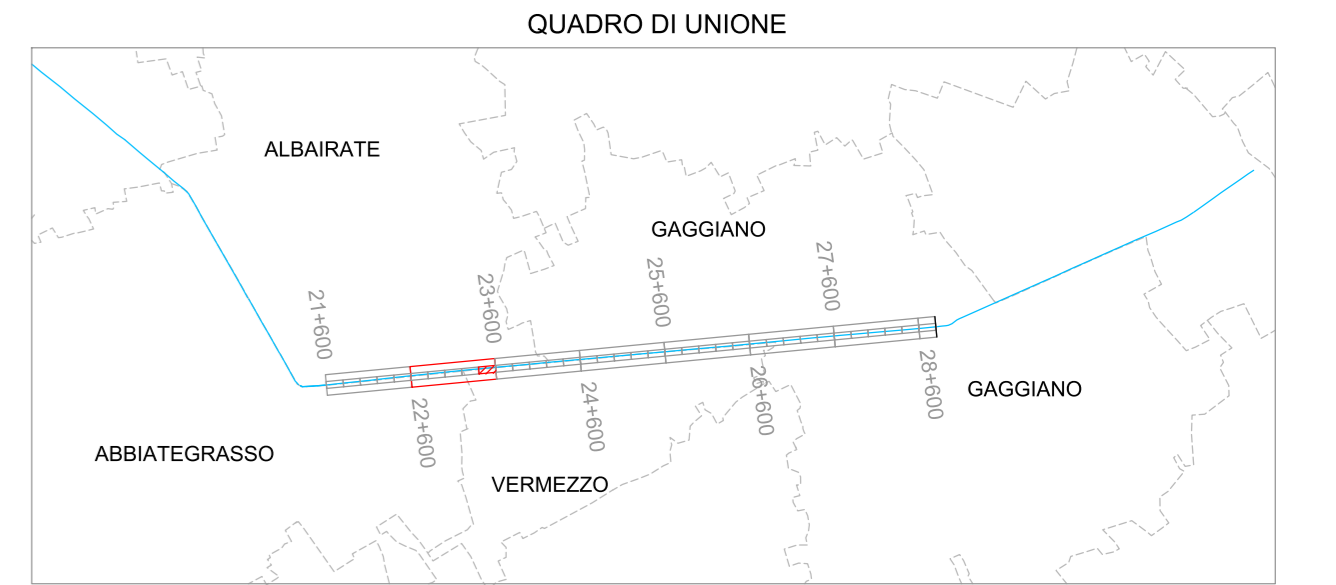 QUADRO DI UNIONE
ALBAIRATE
GAGGIANO
21+600
23+600
25+600
27+600
22+600
24+600
26+600
28+600
GAGGIANO
ABBIATEGRASSO
VERMEZZO